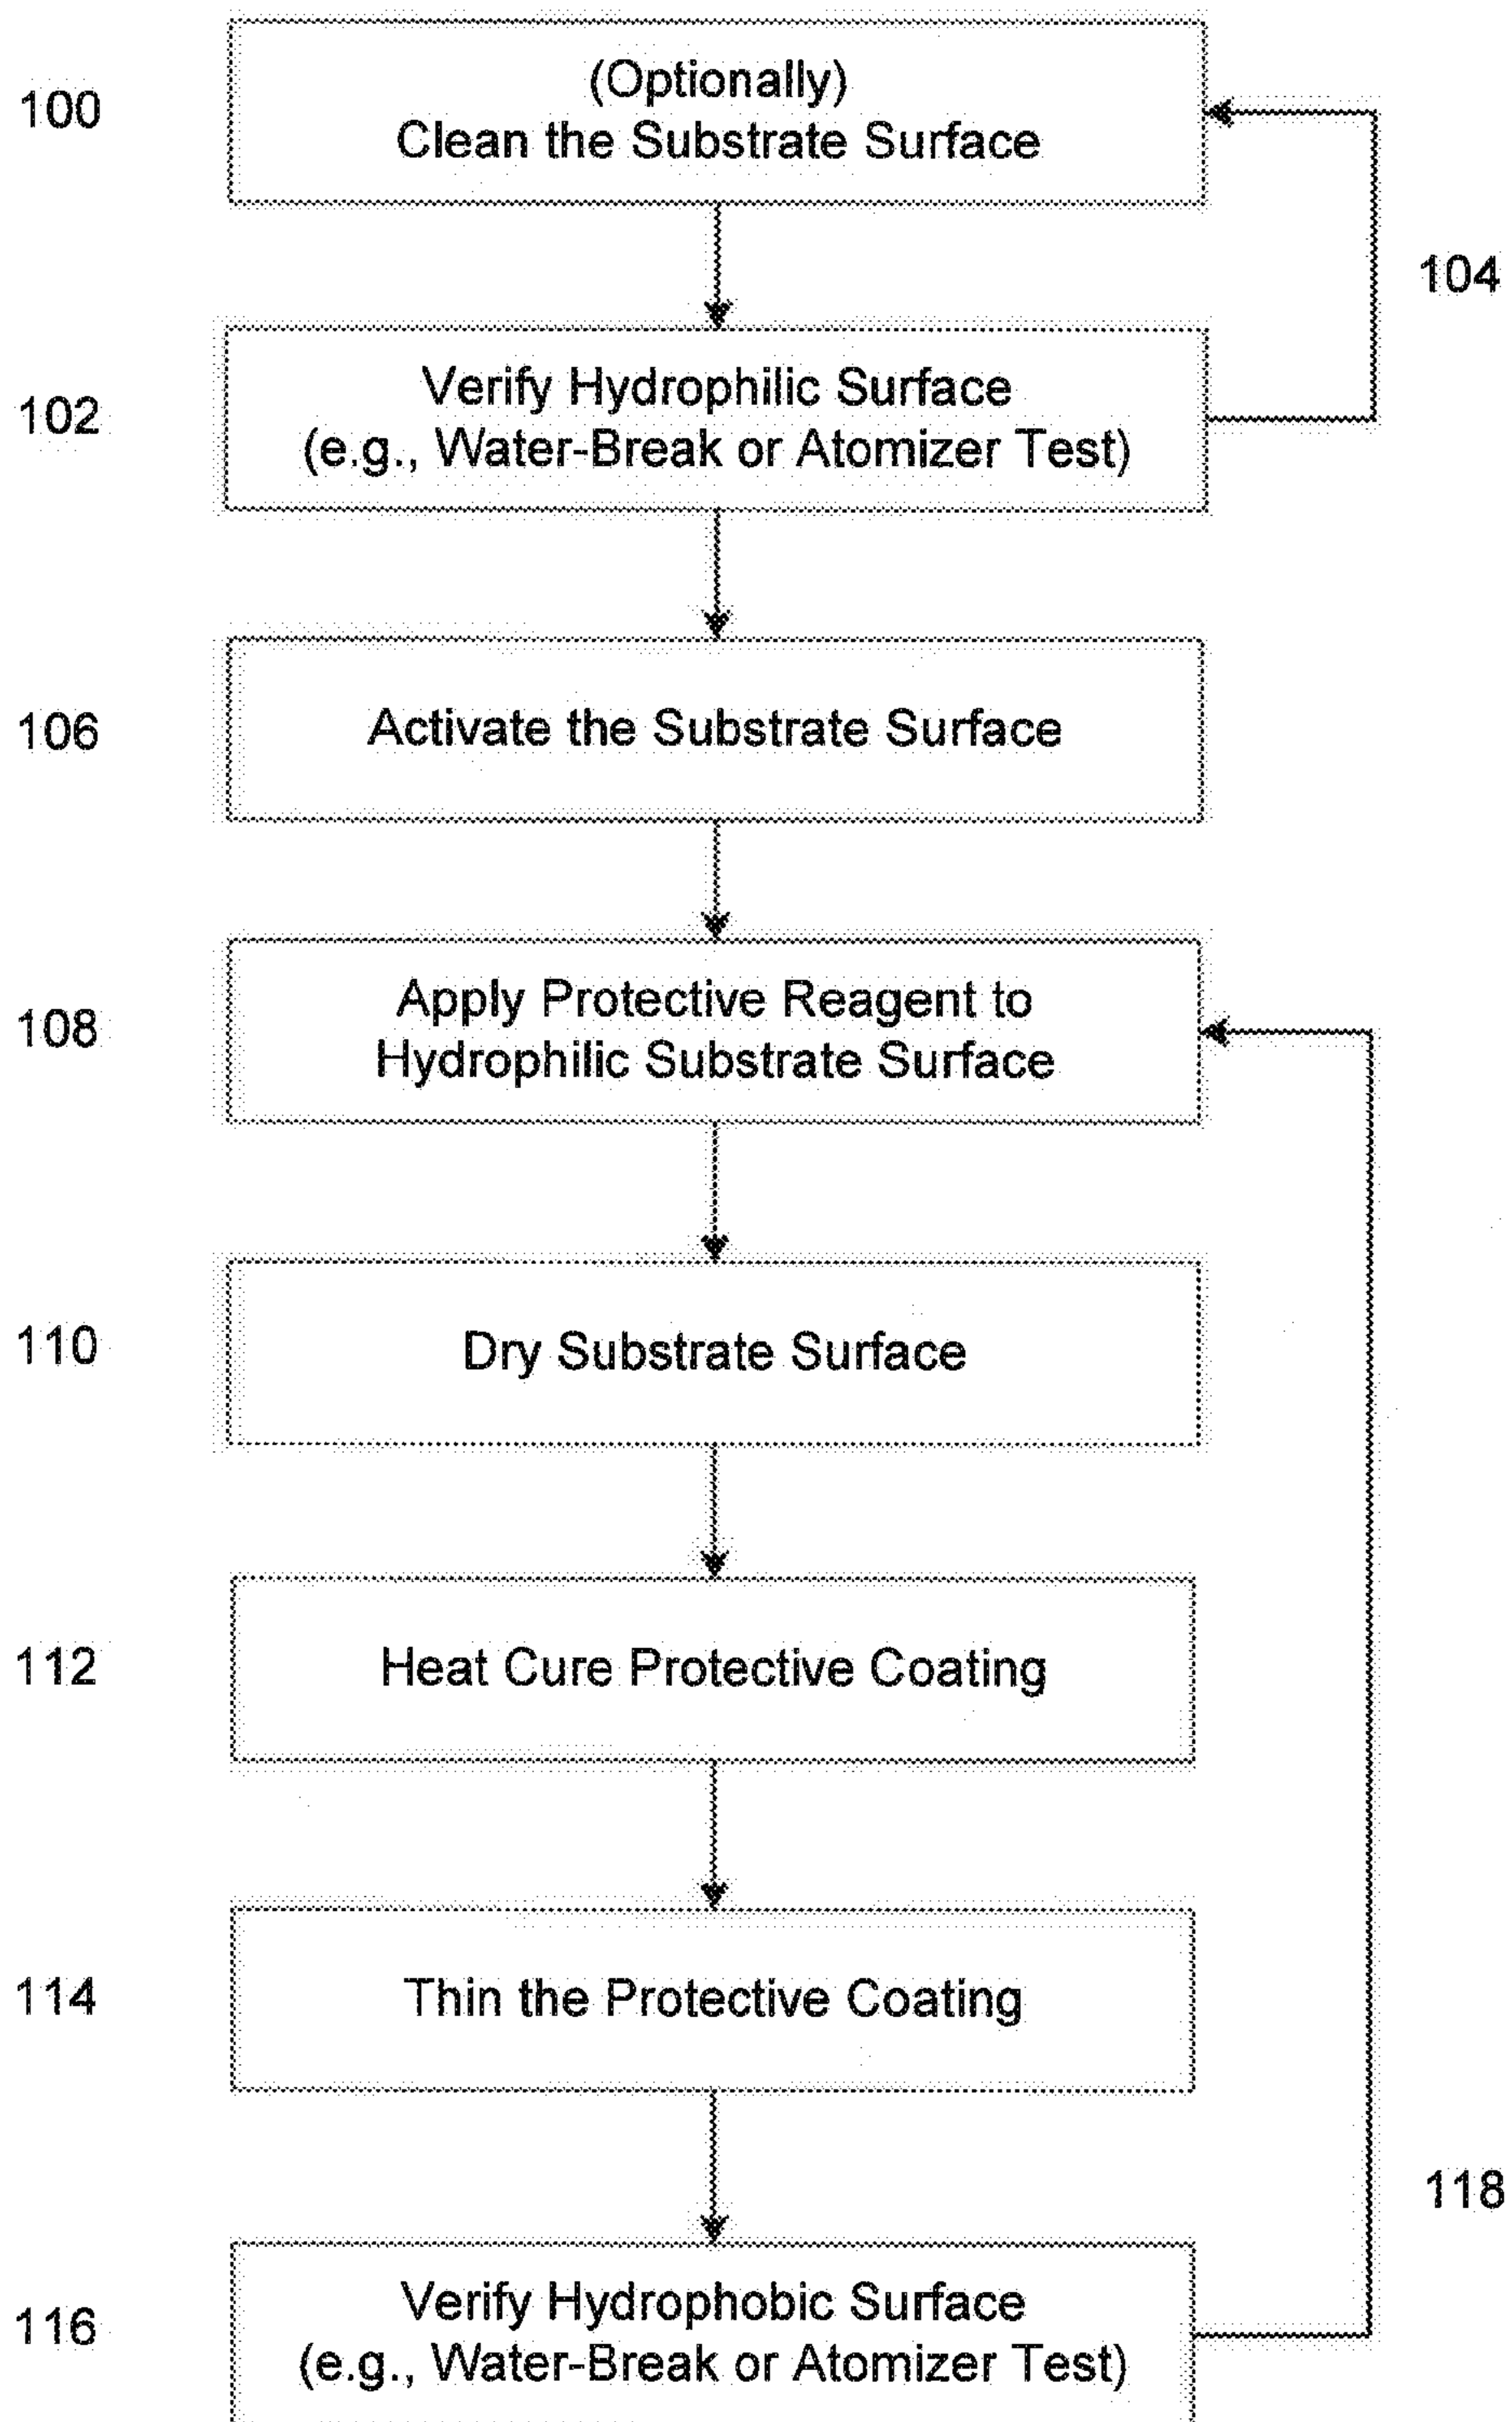 100
(Optionally)
Clean the Substrate Surface
104
102
Verify Hydrophilic Surface
(e.g., Water-Break or Atomizer Test)
106
Activate the Substrate Surface
108
Apply Protective Reagent to
Hydrophilic Substrate Surface
110
Dry Substrate Surface
112
Heat Cure Protective Coating
114
Thin the Protective Coating
118
116
Verify Hydrophobic Surface
(e.g., Water-Break or Atomizer Test)